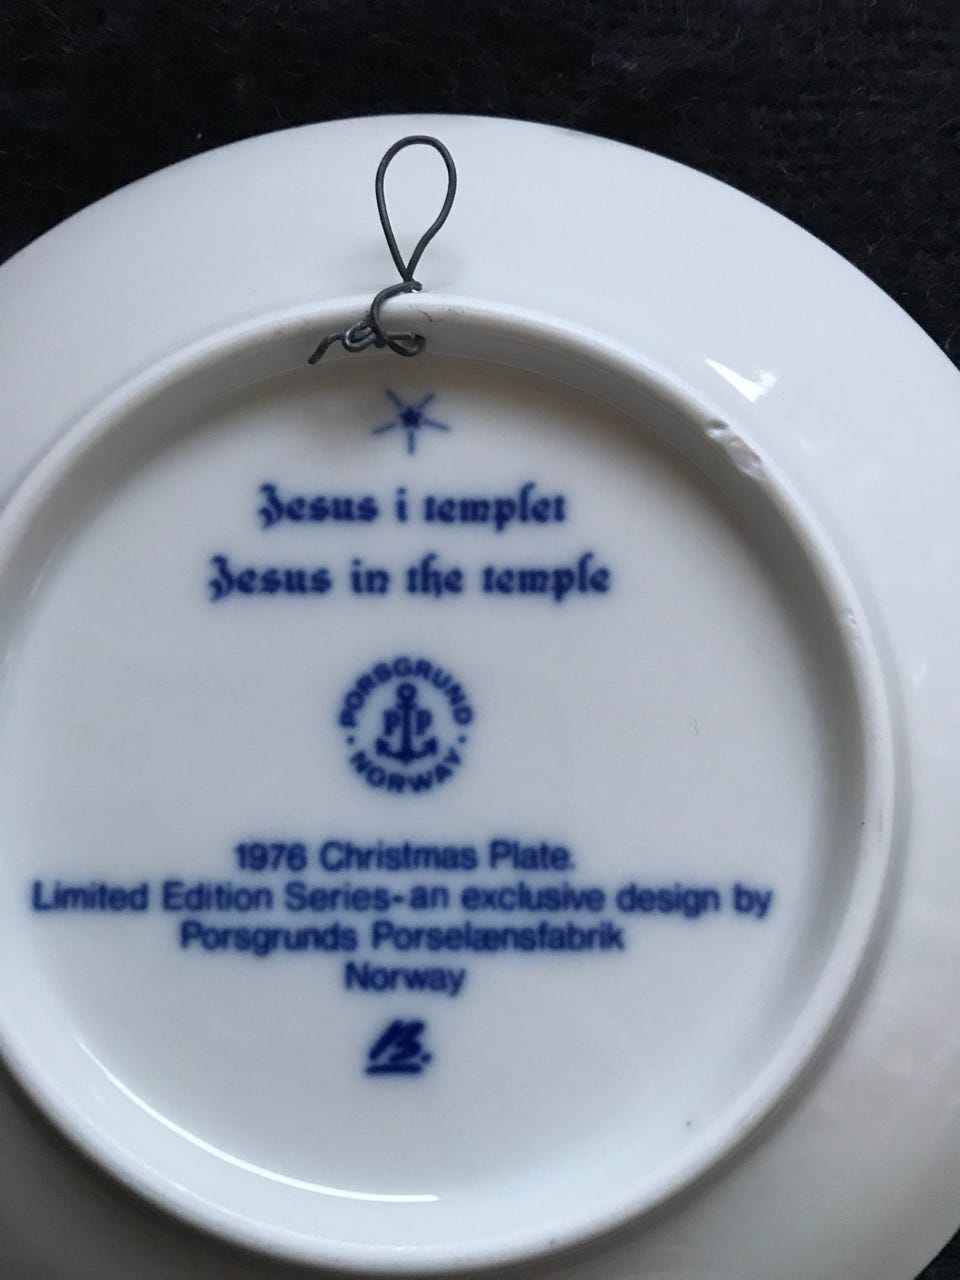 Jesus i templet
Jesus in the temple
PORSGRUND
PP
NORWAY
1976 Christmas Plate.
Limited Edition Series-an exclusive design by
Porsgrunds Porselænsfabrik
Norway